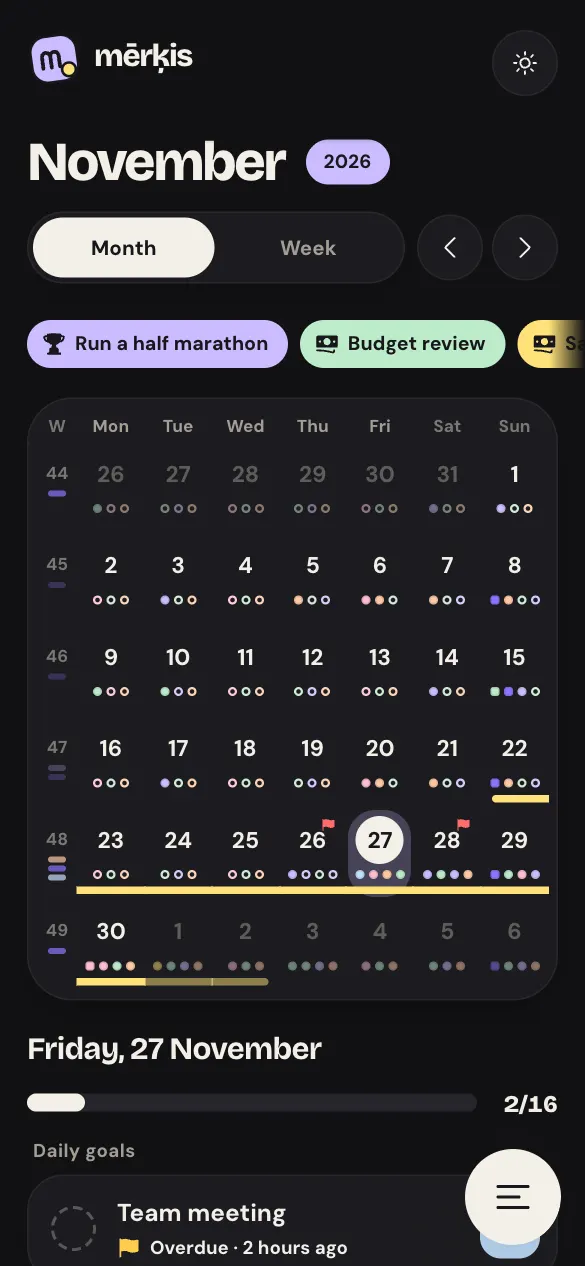 mērķis
November 2026
Month Week
Run a half marathon Budget review
W Mon Tue Wed Thu Fri Sat Sun
44 26 27 28 29 30 31 1
45 2 3 4 5 6 7 8
46 9 10 11 12 13 14 15
47 16 17 18 19 20 21 22
48 23 24 25 26 27 28 29
49 30 1 2 3 4 5 6
Friday, 27 November
2/16
Daily goals
Team meeting
Overdue · 2 hours ago